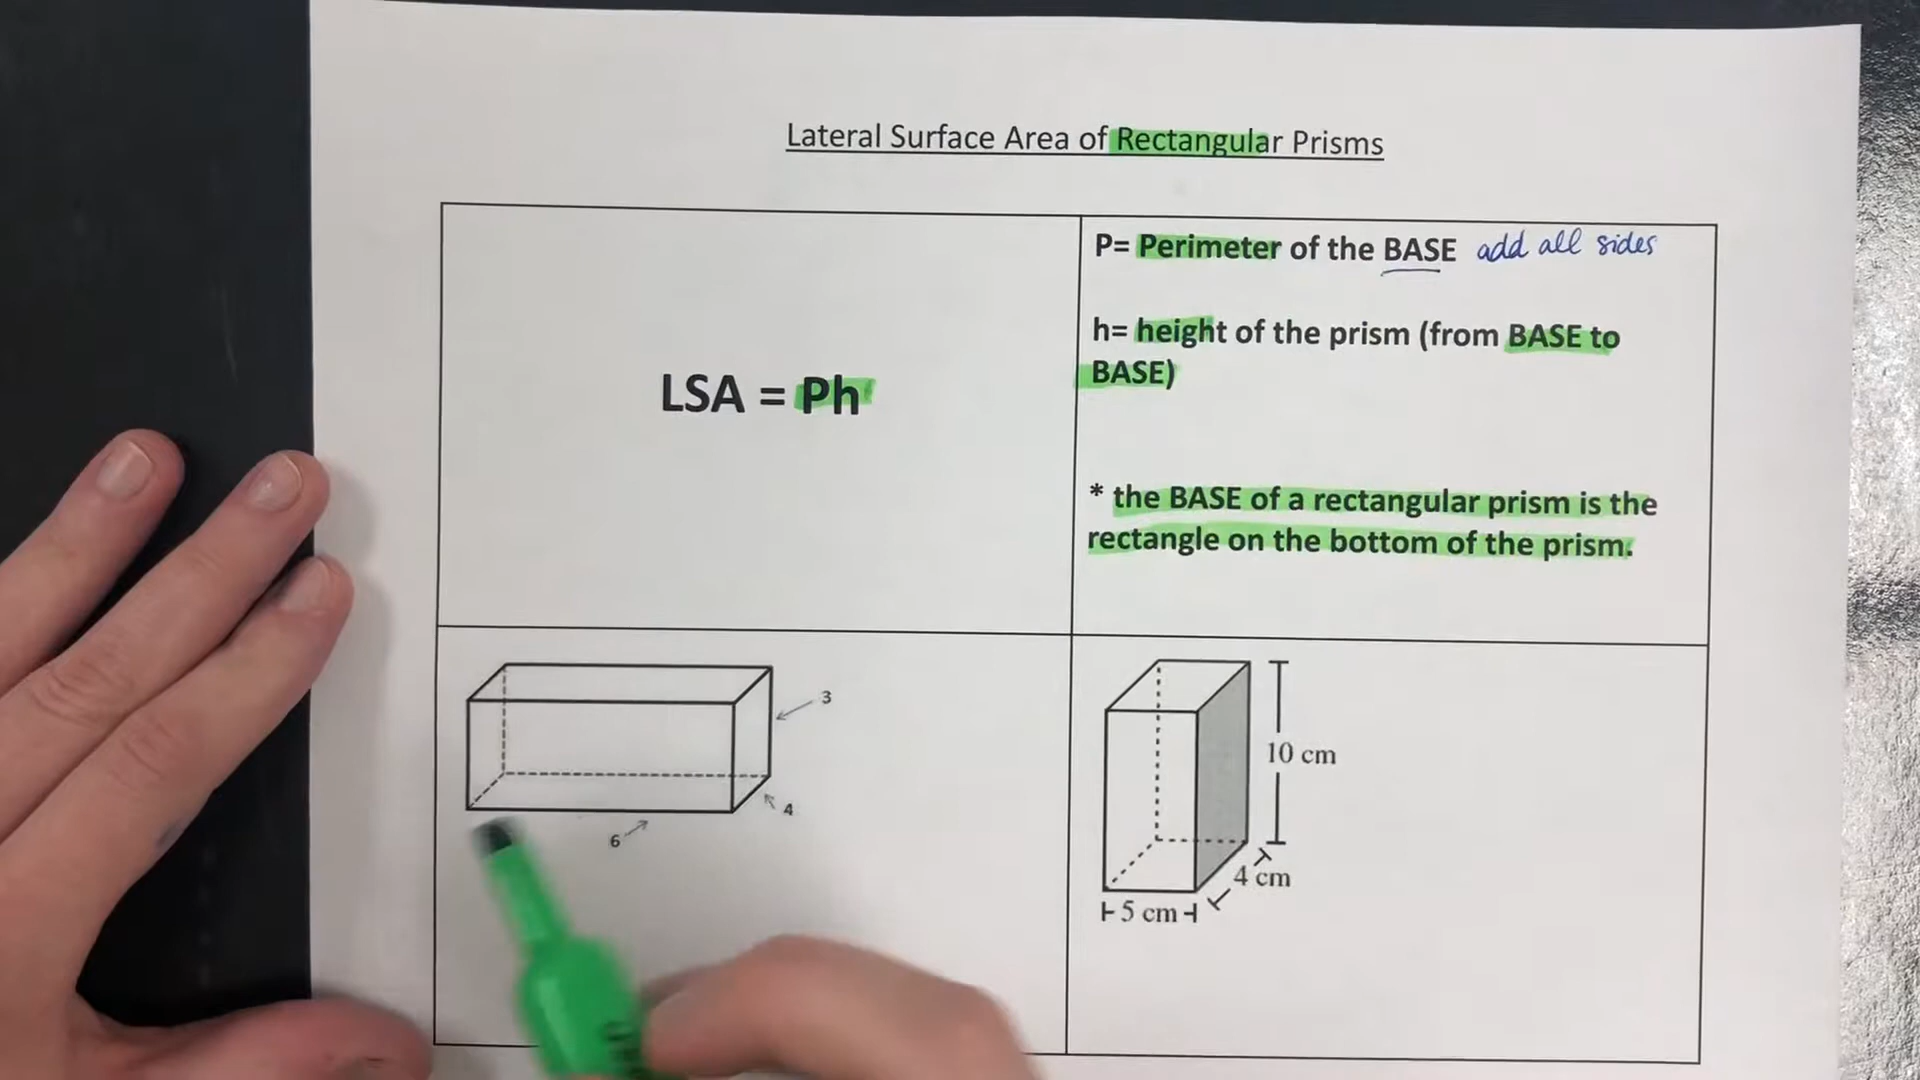 Lateral Surface Area of Rectangular Prisms
LSA = Ph
P= Perimeter of the BASE add all sides
h= height of the prism (from BASE to
BASE)
* the BASE of a rectangular prism is the
rectangle on the bottom of the prism.
3
4
6
10 cm
4 cm
5 cm